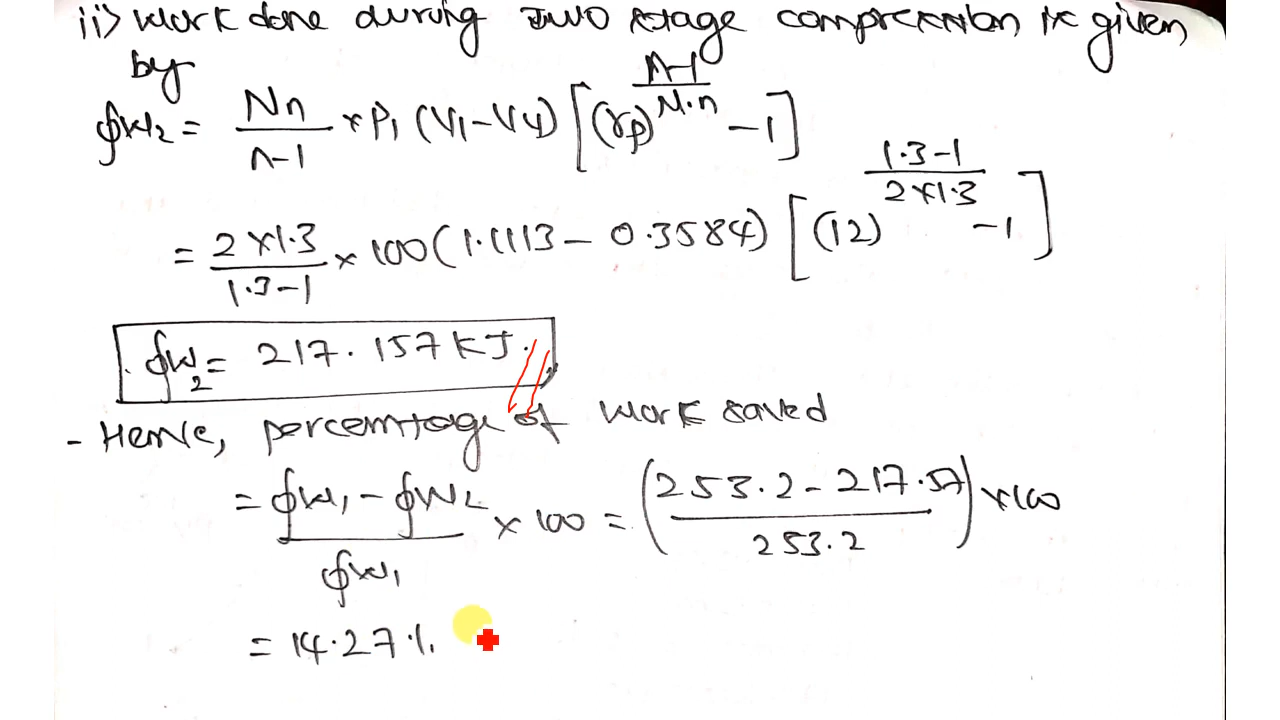 ii) Work done during Two stage compression is given
by
∮W₂ = Nn/(n-1) × P₁ (V₁-V₄) [(rp)^((n-1)/(N·n)) - 1]
= (2×1.3)/(1.3-1) × 100 (1.1113 - 0.3584) [(12)^((1.3-1)/(2×1.3)) - 1]
∮W₂ = 217.157 KJ.
- Hence, percentage of work saved
= (∮W₁ - ∮W₂)/∮W₁ × 100 = ((253.2 - 217.57)/253.2) × 100
= 14.27%